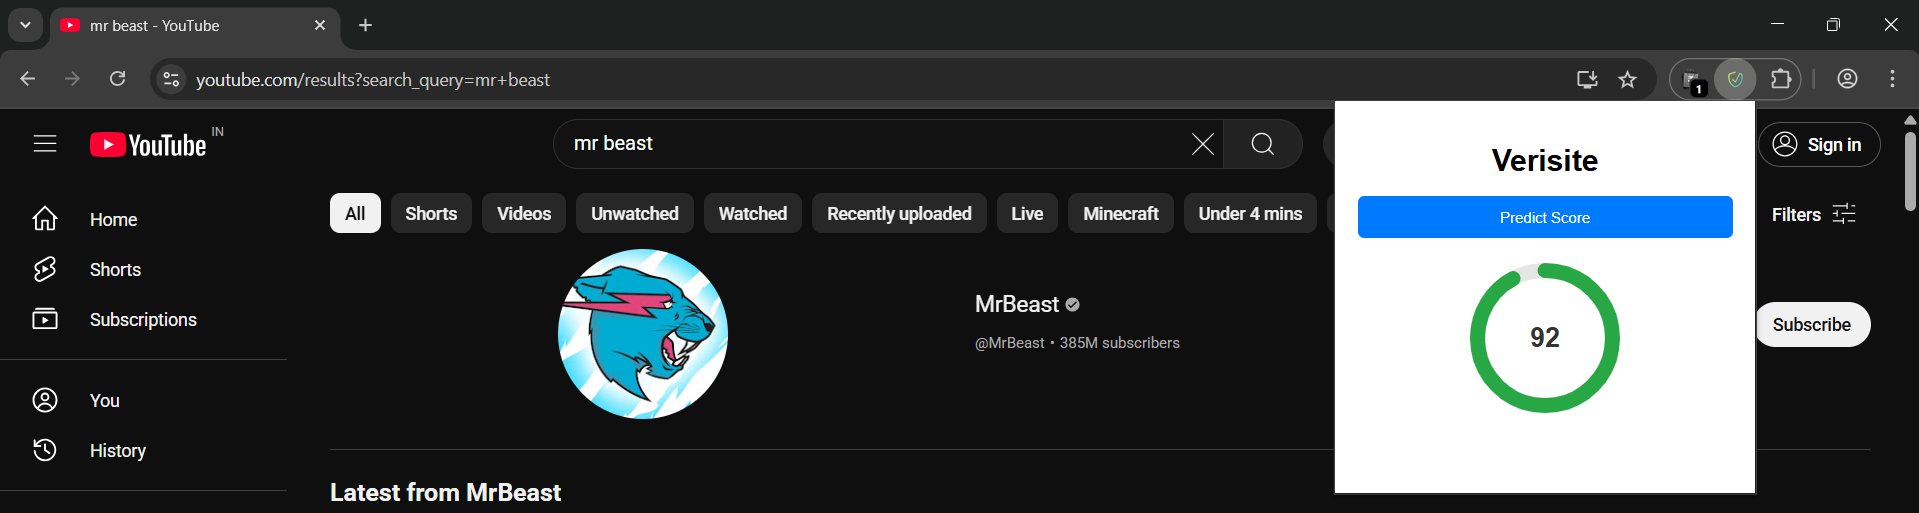 mr beast - YouTube
youtube.com/results?search_query=mr+beast
1
YouTube IN
mr beast
Sign in
Verisite
Predict Score
92
All
Shorts
Videos
Unwatched
Watched
Recently uploaded
Live
Minecraft
Under 4 mins
Filters
Home
Shorts
Subscriptions
You
History
MrBeast
@MrBeast • 385M subscribers
Subscribe
Latest from MrBeast